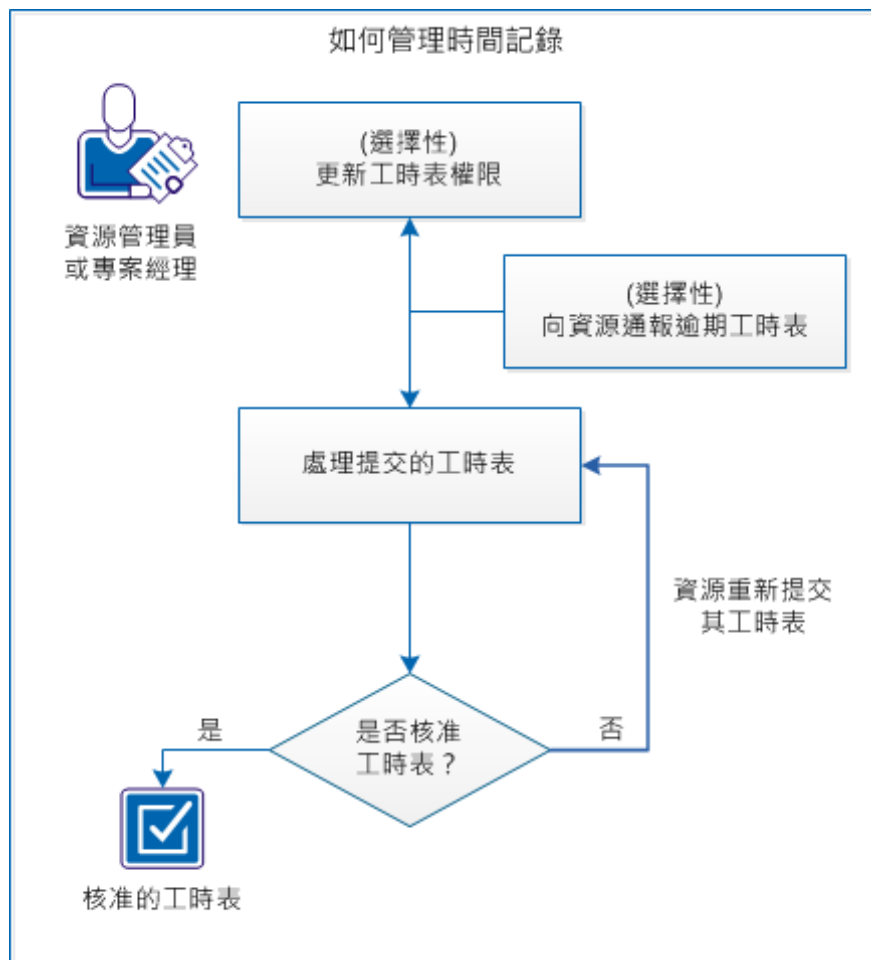 如何管理時間記錄
(選擇性)
更新工時表權限
資源管理員
或專案經理
(選擇性)
向資源通報逾期工時表
處理提交的工時表
資源重新提交
其工時表
是
是否核准
工時表？
否
核准的工時表